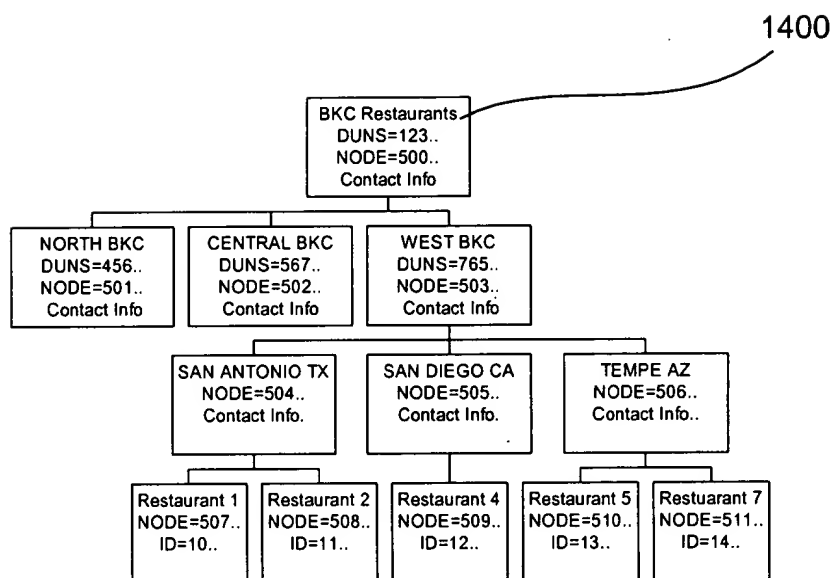 1400
BKC Restaurants
DUNS=123..
NODE=500..
Contact Info
NORTH BKC
DUNS=456..
NODE=501..
Contact Info
CENTRAL BKC
DUNS=567..
NODE=502..
Contact Info
WEST BKC
DUNS=765..
NODE=503..
Contact Info
SAN ANTONIO TX
NODE=504..
Contact Info.
SAN DIEGO CA
NODE=505..
Contact Info.
TEMPE AZ
NODE=506..
Contact Info..
Restaurant 1
NODE=507..
ID=10..
Restaurant 2
NODE=508..
ID=11..
Restaurant 4
NODE=509..
ID=12..
Restaurant 5
NODE=510..
ID=13..
Restuarant 7
NODE=511..
ID=14..